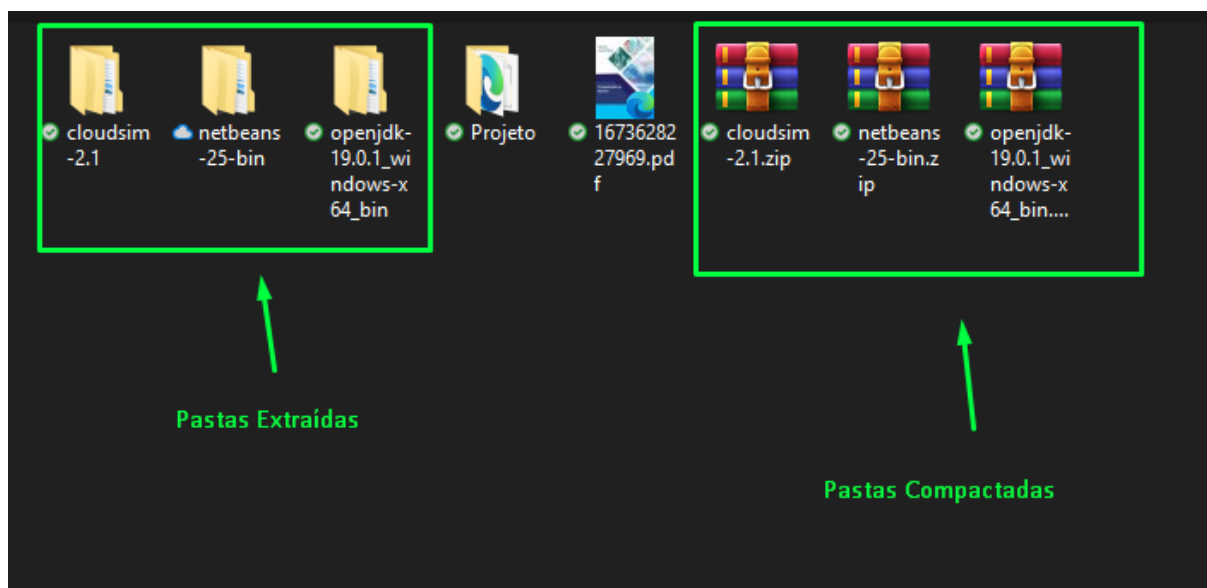 cloudsim
-2.1
netbeans
-25-bin
openjdk-
19.0.1_wi
ndows-x
64_bin
Projeto
16736282
27969.pd
f
cloudsim
-2.1.zip
netbeans
-25-bin.z
ip
openjdk-
19.0.1_wi
ndows-x
64_bin....
Pastas Extraídas
Pastas Compactadas